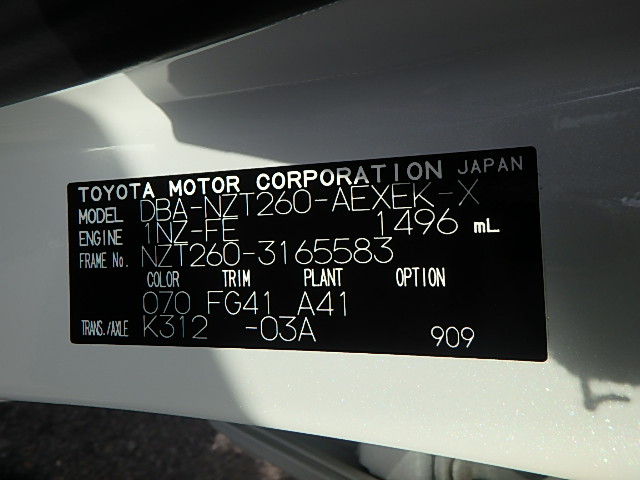 TOYOTA MOTOR CORPORATION JAPAN
MODEL DBA-NZT260-AEXEK-X
ENGINE 1NZ-FE 1496 mL
FRAME No. NZT260-3165583
COLOR TRIM PLANT OPTION
070 FG41 A41
TRANS./AXLE K312 -03A
909